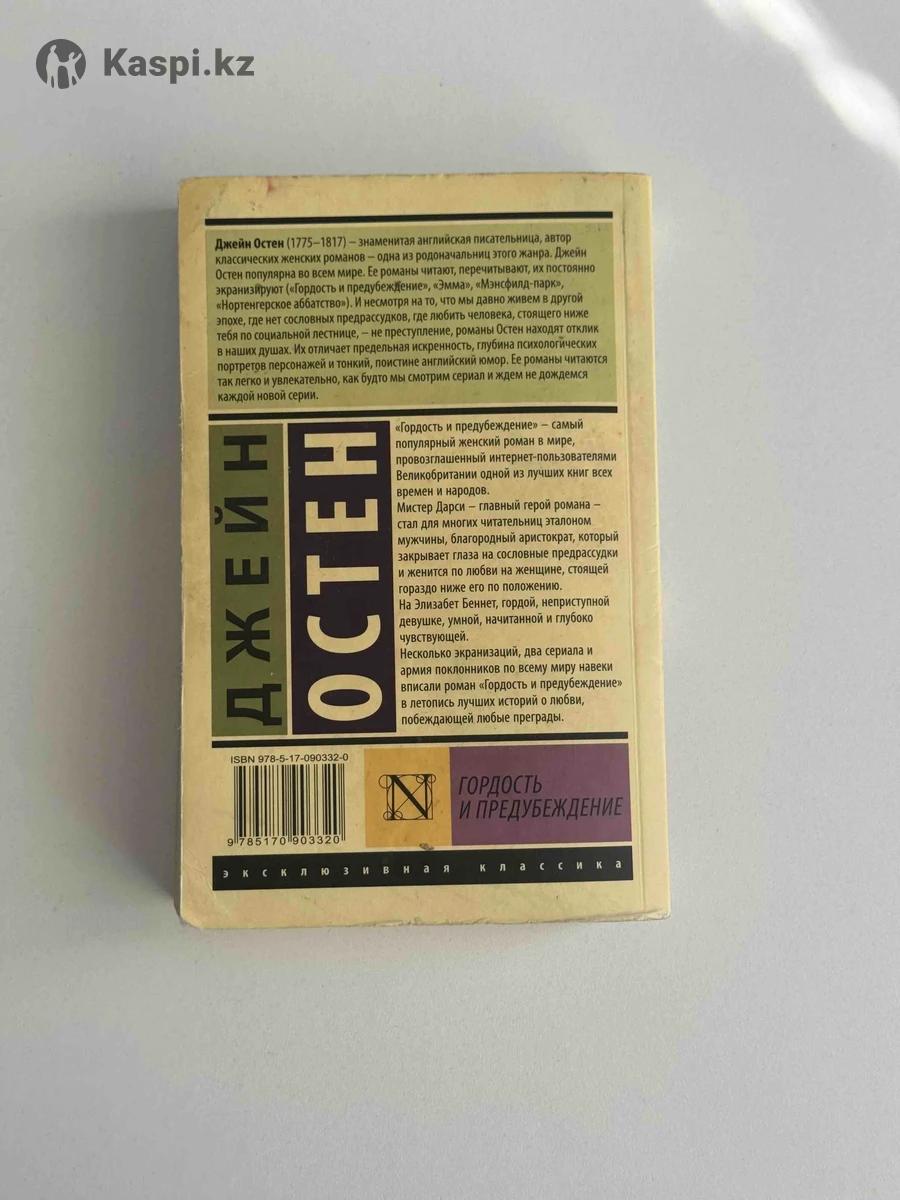 Kaspi.kz
Джейн Остен (1775–1817) – знаменитая английская писательница, автор
классических женских романов – одна из родоначальниц этого жанра. Джейн
Остен популярна во всем мире. Ее романы читают, перечитывают, их постоянно
экранизируют («Гордость и предубеждение», «Эмма», «Мэнсфилд-парк»,
«Нортенгерское аббатство»). И несмотря на то, что мы давно живем в другой
эпохе, где нет сословных предрассудков, где любить человека, стоящего ниже
тебя по социальной лестнице, – не преступление, романы Остен находят отклик
в наших душах. Их отличает предельная искренность, глубина психологических
портретов персонажей и тонкий, поистине английский юмор. Ее романы читаются
так легко и увлекательно, как будто мы смотрим сериал и ждем не дождемся
каждой новой серии.
ДЖЕЙН
ОСТЕН
«Гордость и предубеждение» – самый
популярный женский роман в мире,
провозглашенный интернет-пользователями
Великобритании одной из лучших книг всех
времен и народов.
Мистер Дарси – главный герой романа –
стал для многих читательниц эталоном
мужчины, благородный аристократ, который
закрывает глаза на сословные предрассудки
и женится по любви на женщине, стоящей
гораздо ниже его по положению.
На Элизабет Беннет, гордой, неприступной
девушке, умной, начитанной и глубоко
чувствующей.
Несколько экранизаций, два сериала и
армия поклонников по всему миру навеки
вписали роман «Гордость и предубеждение»
в летопись лучших историй о любви,
побеждающей любые преграды.
ISBN 978-5-17-090332-0
9 785170 903320
N
ГОРДОСТЬ
И ПРЕДУБЕЖДЕНИЕ
эксклюзивная классика